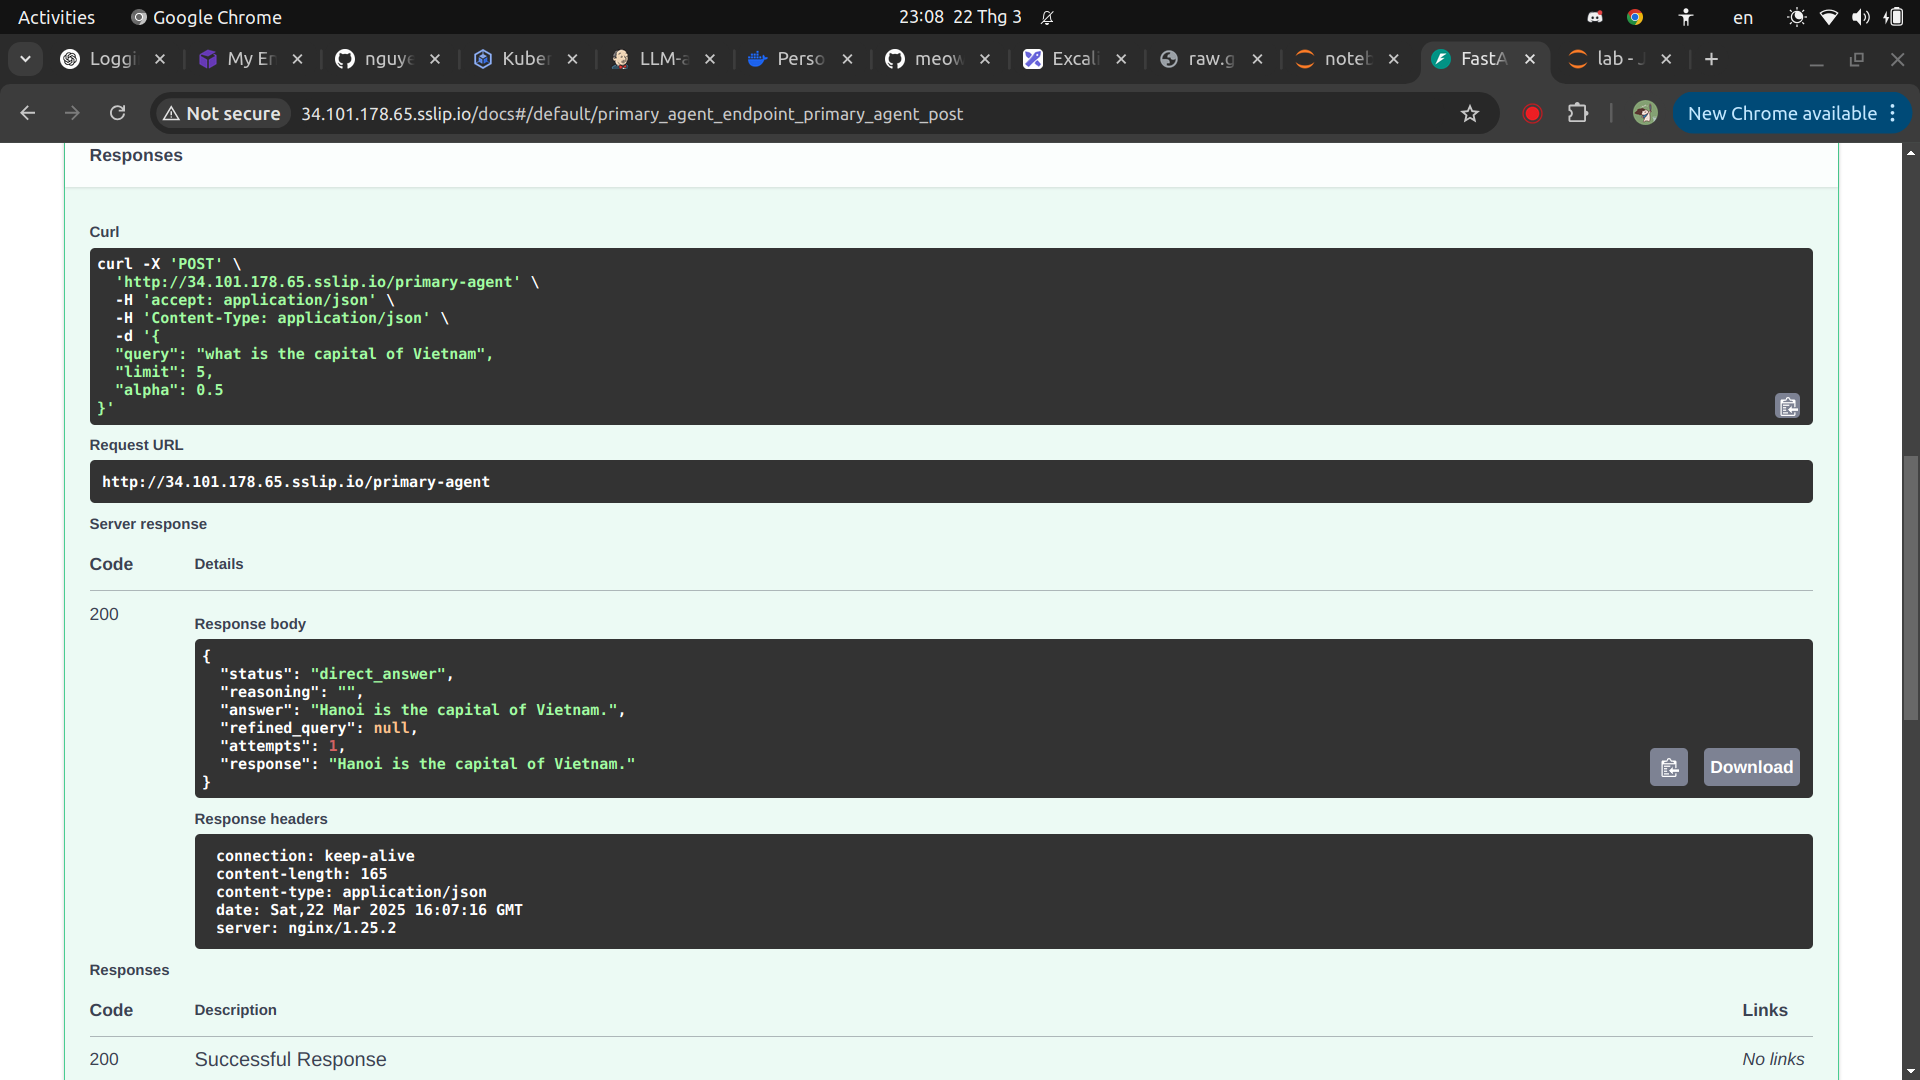 Activities
Google Chrome
23:08 22 Thg 3
en
Loggi
My En
nguye
Kuber
LLM-a
Perso
meow
Excali
raw.g
noteb
FastA
lab - J
Not secure
34.101.178.65.sslip.io/docs#/default/primary_agent_endpoint_primary_agent_post
New Chrome available
Responses
Curl
curl -X 'POST' \
'http://34.101.178.65.sslip.io/primary-agent' \
-H 'accept: application/json' \
-H 'Content-Type: application/json' \
-d '{
"query": "what is the capital of Vietnam",
"limit": 5,
"alpha": 0.5
}'
Request URL
http://34.101.178.65.sslip.io/primary-agent
Server response
Code Details
200
Response body
{
"status": "direct_answer",
"reasoning": "",
"answer": "Hanoi is the capital of Vietnam.",
"refined_query": null,
"attempts": 1,
"response": "Hanoi is the capital of Vietnam."
}
Download
Response headers
connection: keep-alive
content-length: 165
content-type: application/json
date: Sat,22 Mar 2025 16:07:16 GMT
server: nginx/1.25.2
Responses
Code Description Links
200 Successful Response No links